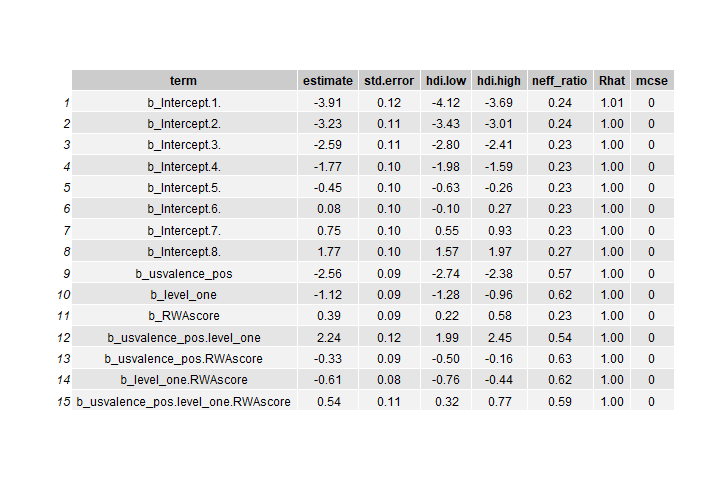 term estimate std.error hdi.low hdi.high neff_ratio Rhat mcse
1 b_Intercept.1. -3.91 0.12 -4.12 -3.69 0.24 1.01 0
2 b_Intercept.2. -3.23 0.11 -3.43 -3.01 0.24 1.00 0
3 b_Intercept.3. -2.59 0.11 -2.80 -2.41 0.23 1.00 0
4 b_Intercept.4. -1.77 0.10 -1.98 -1.59 0.23 1.00 0
5 b_Intercept.5. -0.45 0.10 -0.63 -0.26 0.23 1.00 0
6 b_Intercept.6. 0.08 0.10 -0.10 0.27 0.23 1.00 0
7 b_Intercept.7. 0.75 0.10 0.55 0.93 0.23 1.00 0
8 b_Intercept.8. 1.77 0.10 1.57 1.97 0.27 1.00 0
9 b_usvalence_pos -2.56 0.09 -2.74 -2.38 0.57 1.00 0
10 b_level_one -1.12 0.09 -1.28 -0.96 0.62 1.00 0
11 b_RWAscore 0.39 0.09 0.22 0.58 0.23 1.00 0
12 b_usvalence_pos.level_one 2.24 0.12 1.99 2.45 0.54 1.00 0
13 b_usvalence_pos.RWAscore -0.33 0.09 -0.50 -0.16 0.63 1.00 0
14 b_level_one.RWAscore -0.61 0.08 -0.76 -0.44 0.62 1.00 0
15 b_usvalence_pos.level_one.RWAscore 0.54 0.11 0.32 0.77 0.59 1.00 0